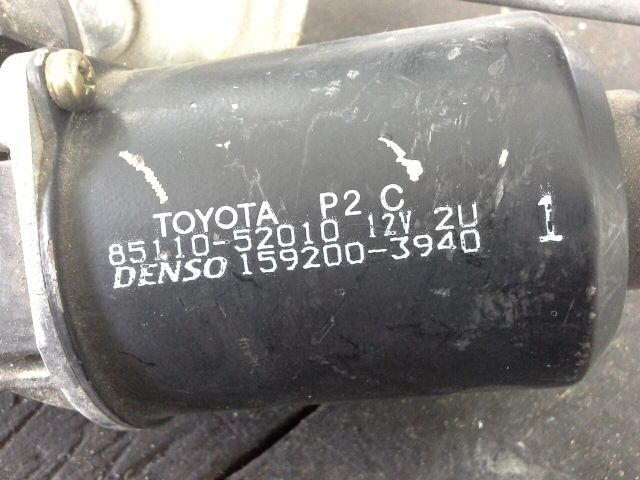 TOYOTA P2 C
85110-52010 12V 2U
DENSO 159200-3940
1